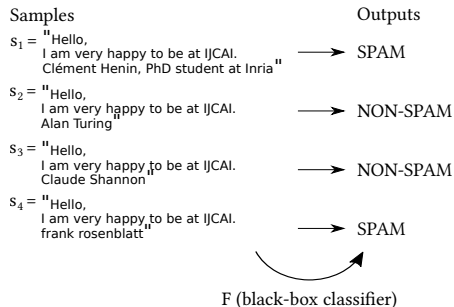 Samples Outputs
s1 = "Hello,
I am very happy to be at IJCAI.
Clément Henin, PhD student at Inria" SPAM
s2 = "Hello,
I am very happy to be at IJCAI.
Alan Turing" NON-SPAM
s3 = "Hello,
I am very happy to be at IJCAI.
Claude Shannon" NON-SPAM
s4 = "Hello,
I am very happy to be at IJCAI.
frank rosenblatt" SPAM
F (black-box classifier)